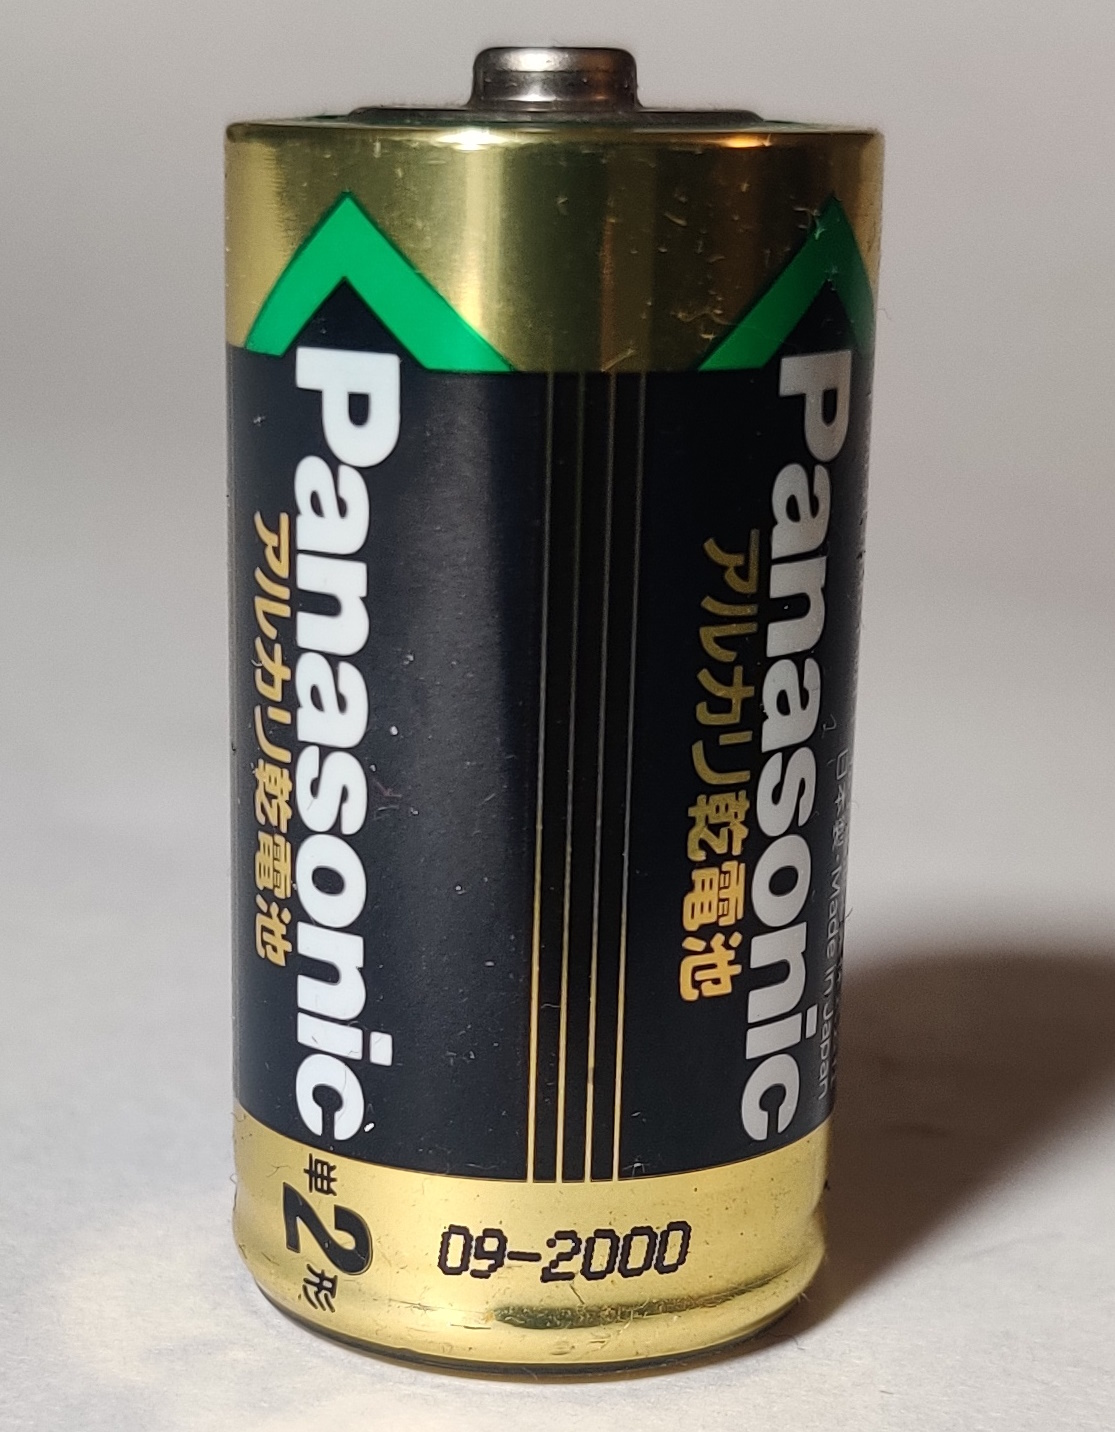 Panasonic
アルカリ乾電池
単2形
09-2000
Panasonic
アルカリ乾電池
日本製・Made in Japan